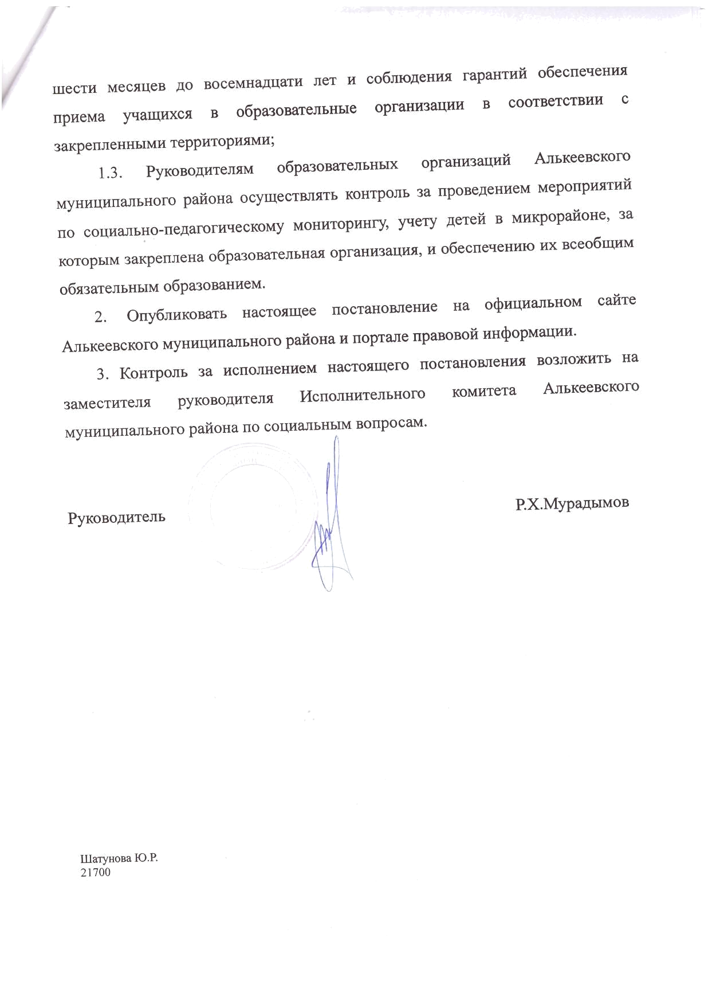 шести месяцев до восемнадцати лет и соблюдения гарантий обеспечения
приема учащихся в образовательные организации в соответствии с
закрепленными территориями;
1.3. Руководителям образовательных организаций Алькеевского
муниципального района осуществлять контроль за проведением мероприятий
по социально-педагогическому мониторингу, учету детей в микрорайоне, за
которым закреплена образовательная организация, и обеспечению их всеобщим
обязательным образованием.
2. Опубликовать настоящее постановление на официальном сайте
Алькеевского муниципального района и портале правовой информации.
3. Контроль за исполнением настоящего постановления возложить на
заместителя руководителя Исполнительного комитета Алькеевского
муниципального района по социальным вопросам.
Руководитель Р.Х.Мурадымов
Шатунова Ю.Р.
21700